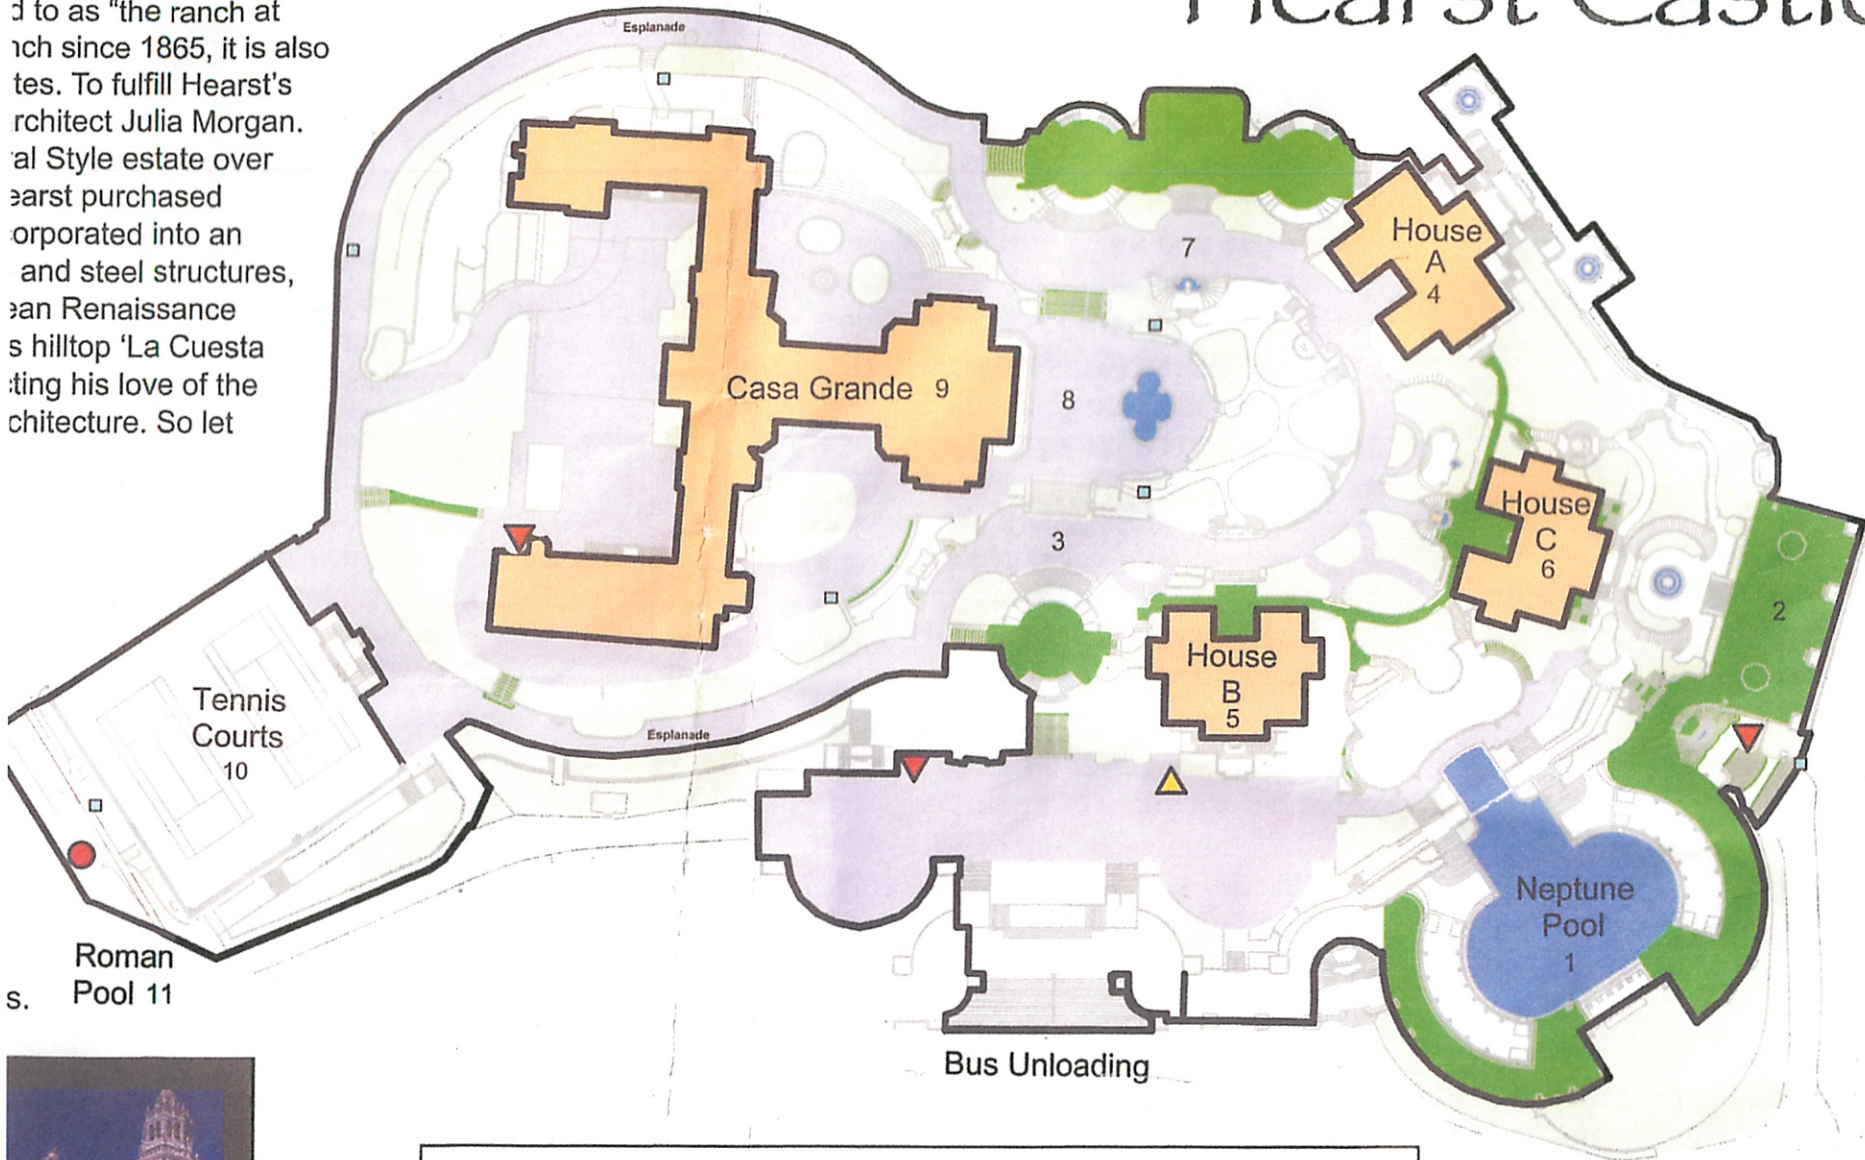 d to as "the ranch at
nch since 1865, it is also
tes. To fulfill Hearst's
rchitect Julia Morgan.
al Style estate over
earst purchased
orporated into an
and steel structures,
ean Renaissance
s hilltop 'La Cuesta
ting his love of the
chitecture. So let
s.
Hearst Castle
Esplanade
House
A
4
7
Casa Grande 9
8
House
C
6
3
2
House
B
5
Tennis
Courts
10
Esplanade
Neptune
Pool
1
Roman
Pool 11
Bus Unloading